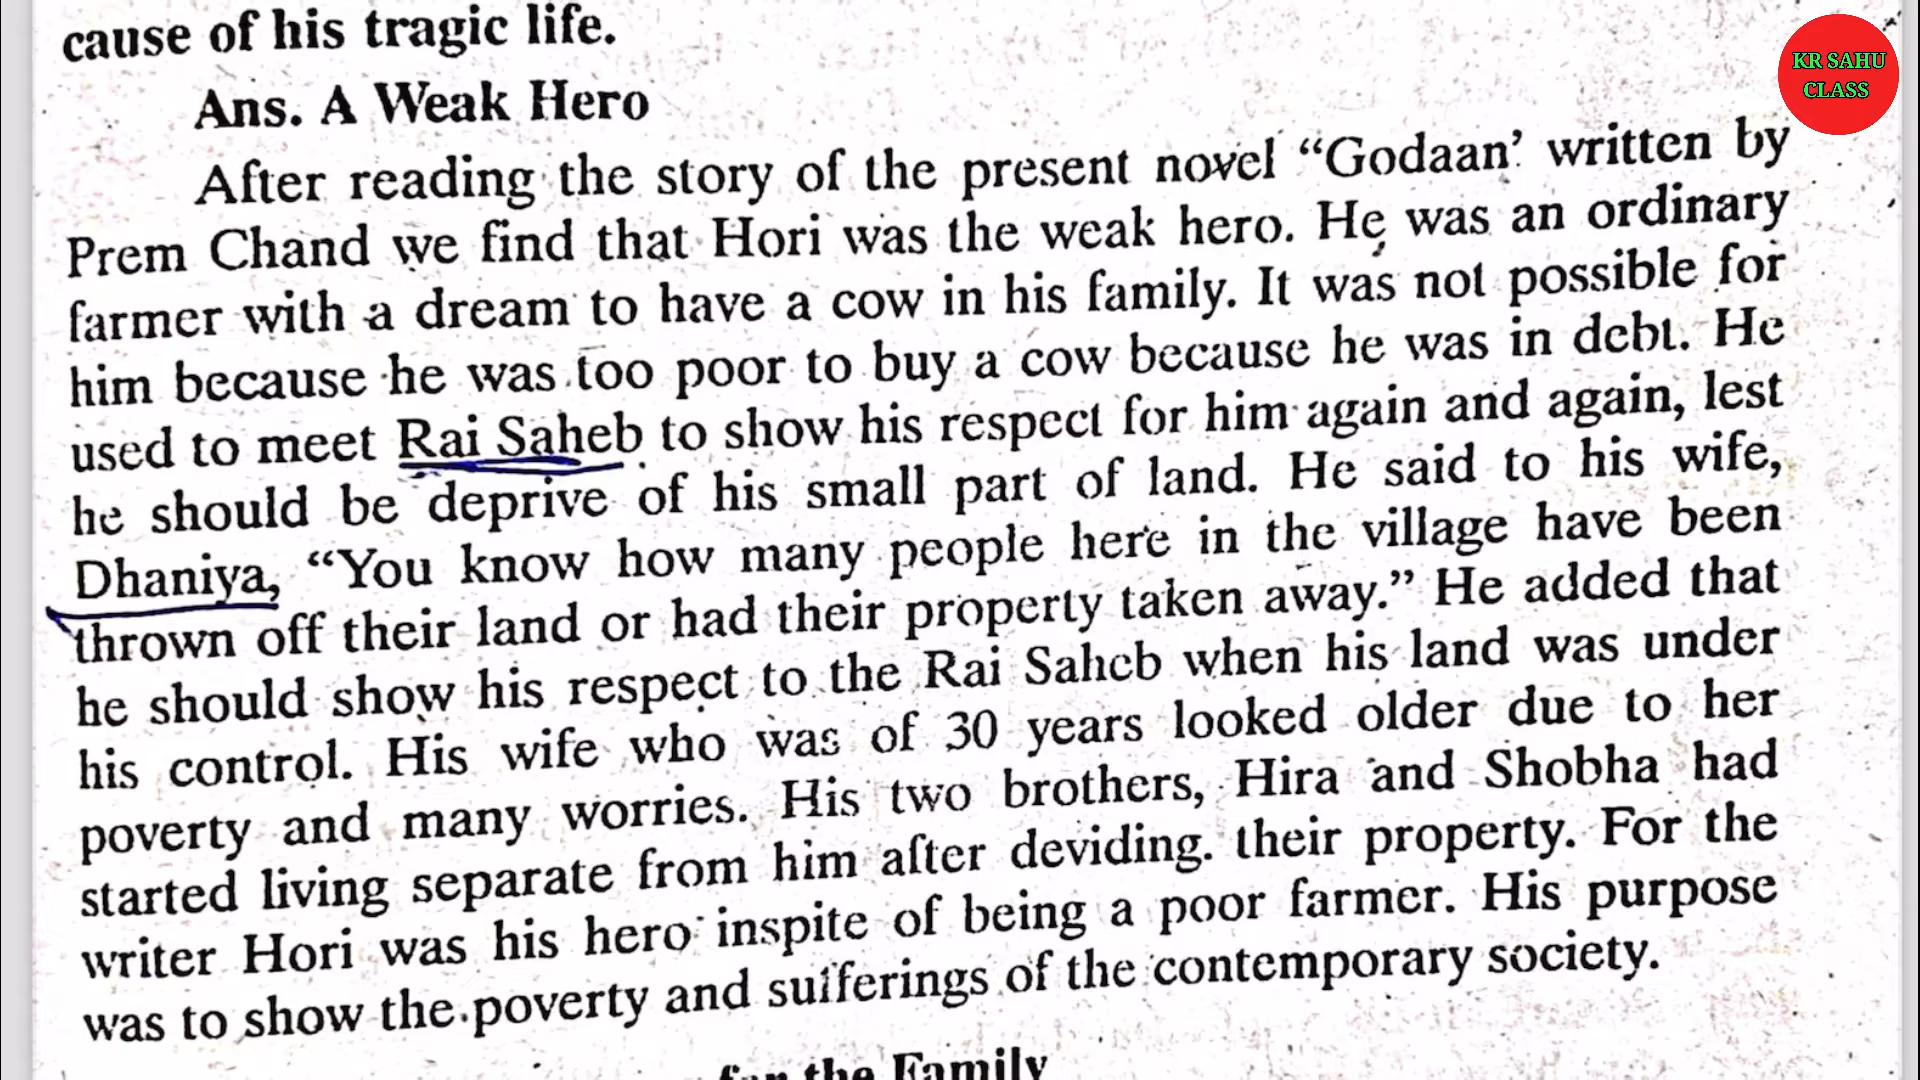 cause of his tragic life.
KR SAHU
CLASS
Ans. A Weak Hero
After reading the story of the present novel “Godaan’ written by
Prem Chand we find that Hori was the weak hero. He was an ordinary
farmer with a dream to have a cow in his family. It was not possible for
him because he was too poor to buy a cow because he was in debt. He
used to meet Rai Saheb to show his respect for him again and again, lest
he should be deprive of his small part of land. He said to his wife,
Dhaniya, “You know how many people here in the village have been
thrown off their land or had their property taken away.” He added that
he should show his respect to the Rai Saheb when his land was under
his control. His wife who was of 30 years looked older due to her
poverty and many worries. His two brothers, Hira and Shobha had
started living separate from him after deviding. their property. For the
writer Hori was his hero inspite of being a poor farmer. His purpose
was to show the poverty and sufferings of the contemporary society.
for the Family